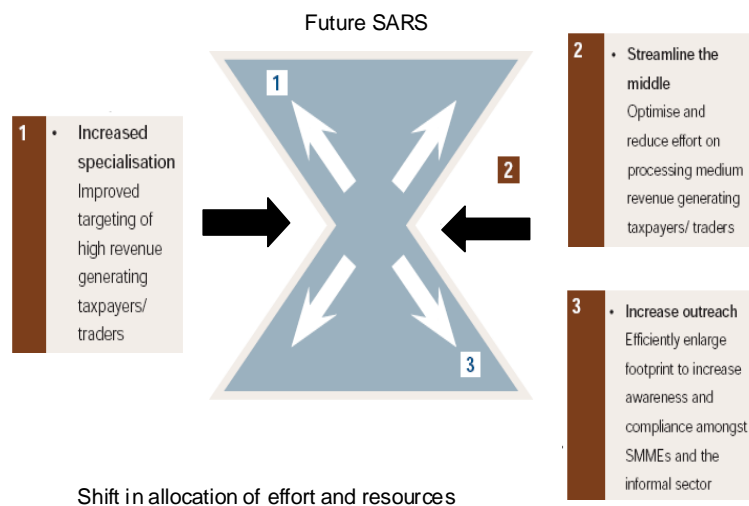 Future SARS
1
2
3
1
• Increased
specialisation
Improved
targeting of
high revenue
generating
taxpayers/
traders
2
• Streamline the
middle
Optimise and
reduce effort on
processing medium
revenue generating
taxpayers/ traders
3
• Increase outreach
Efficiently enlarge
footprint to increase
awareness and
compliance amongst
SMMEs and the
informal sector
Shift in allocation of effort and resources